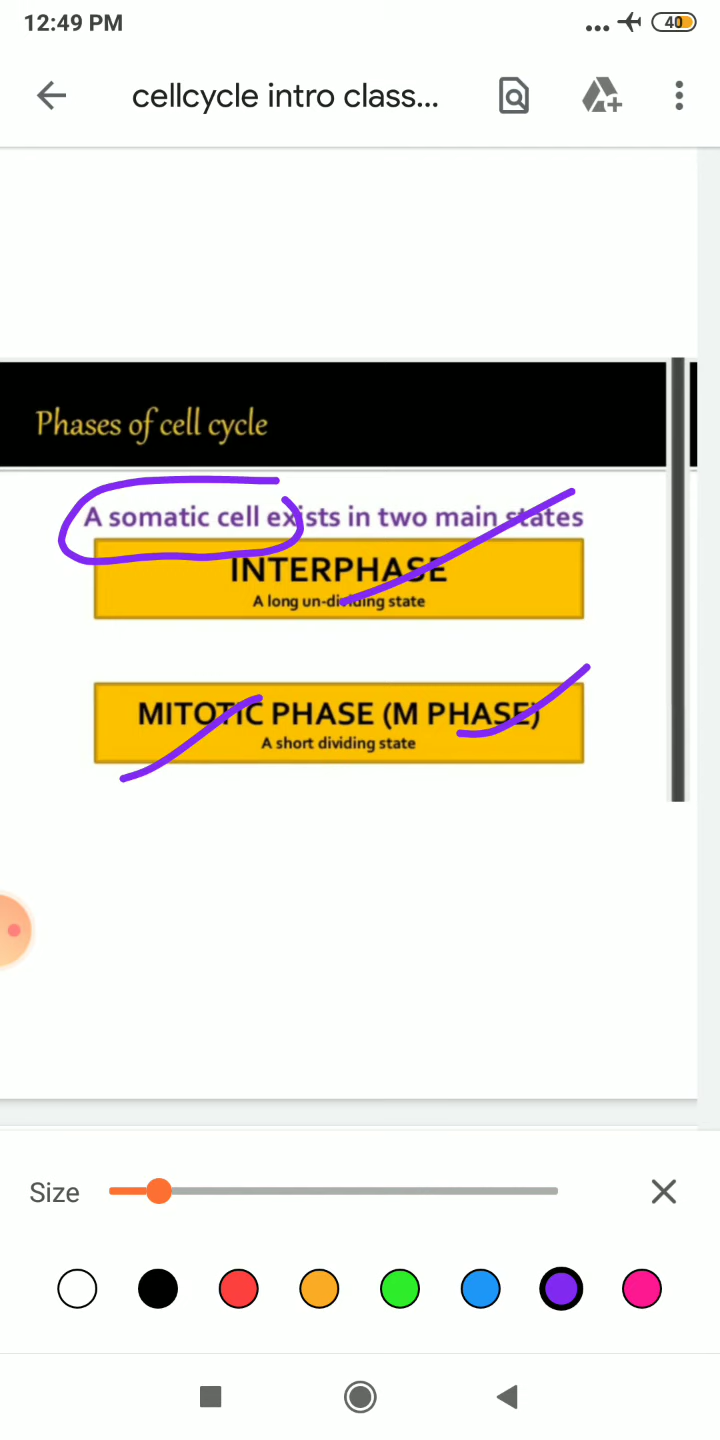 12:49 PM
40
cellcycle intro class...
Phases of cell cycle
A somatic cell exists in two main states
INTERPHASE
A long un-dividing state
MITOTIC PHASE (M PHASE)
A short dividing state
Size